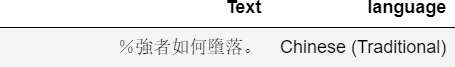 Text language
%強者如何墮落。 Chinese (Traditional)